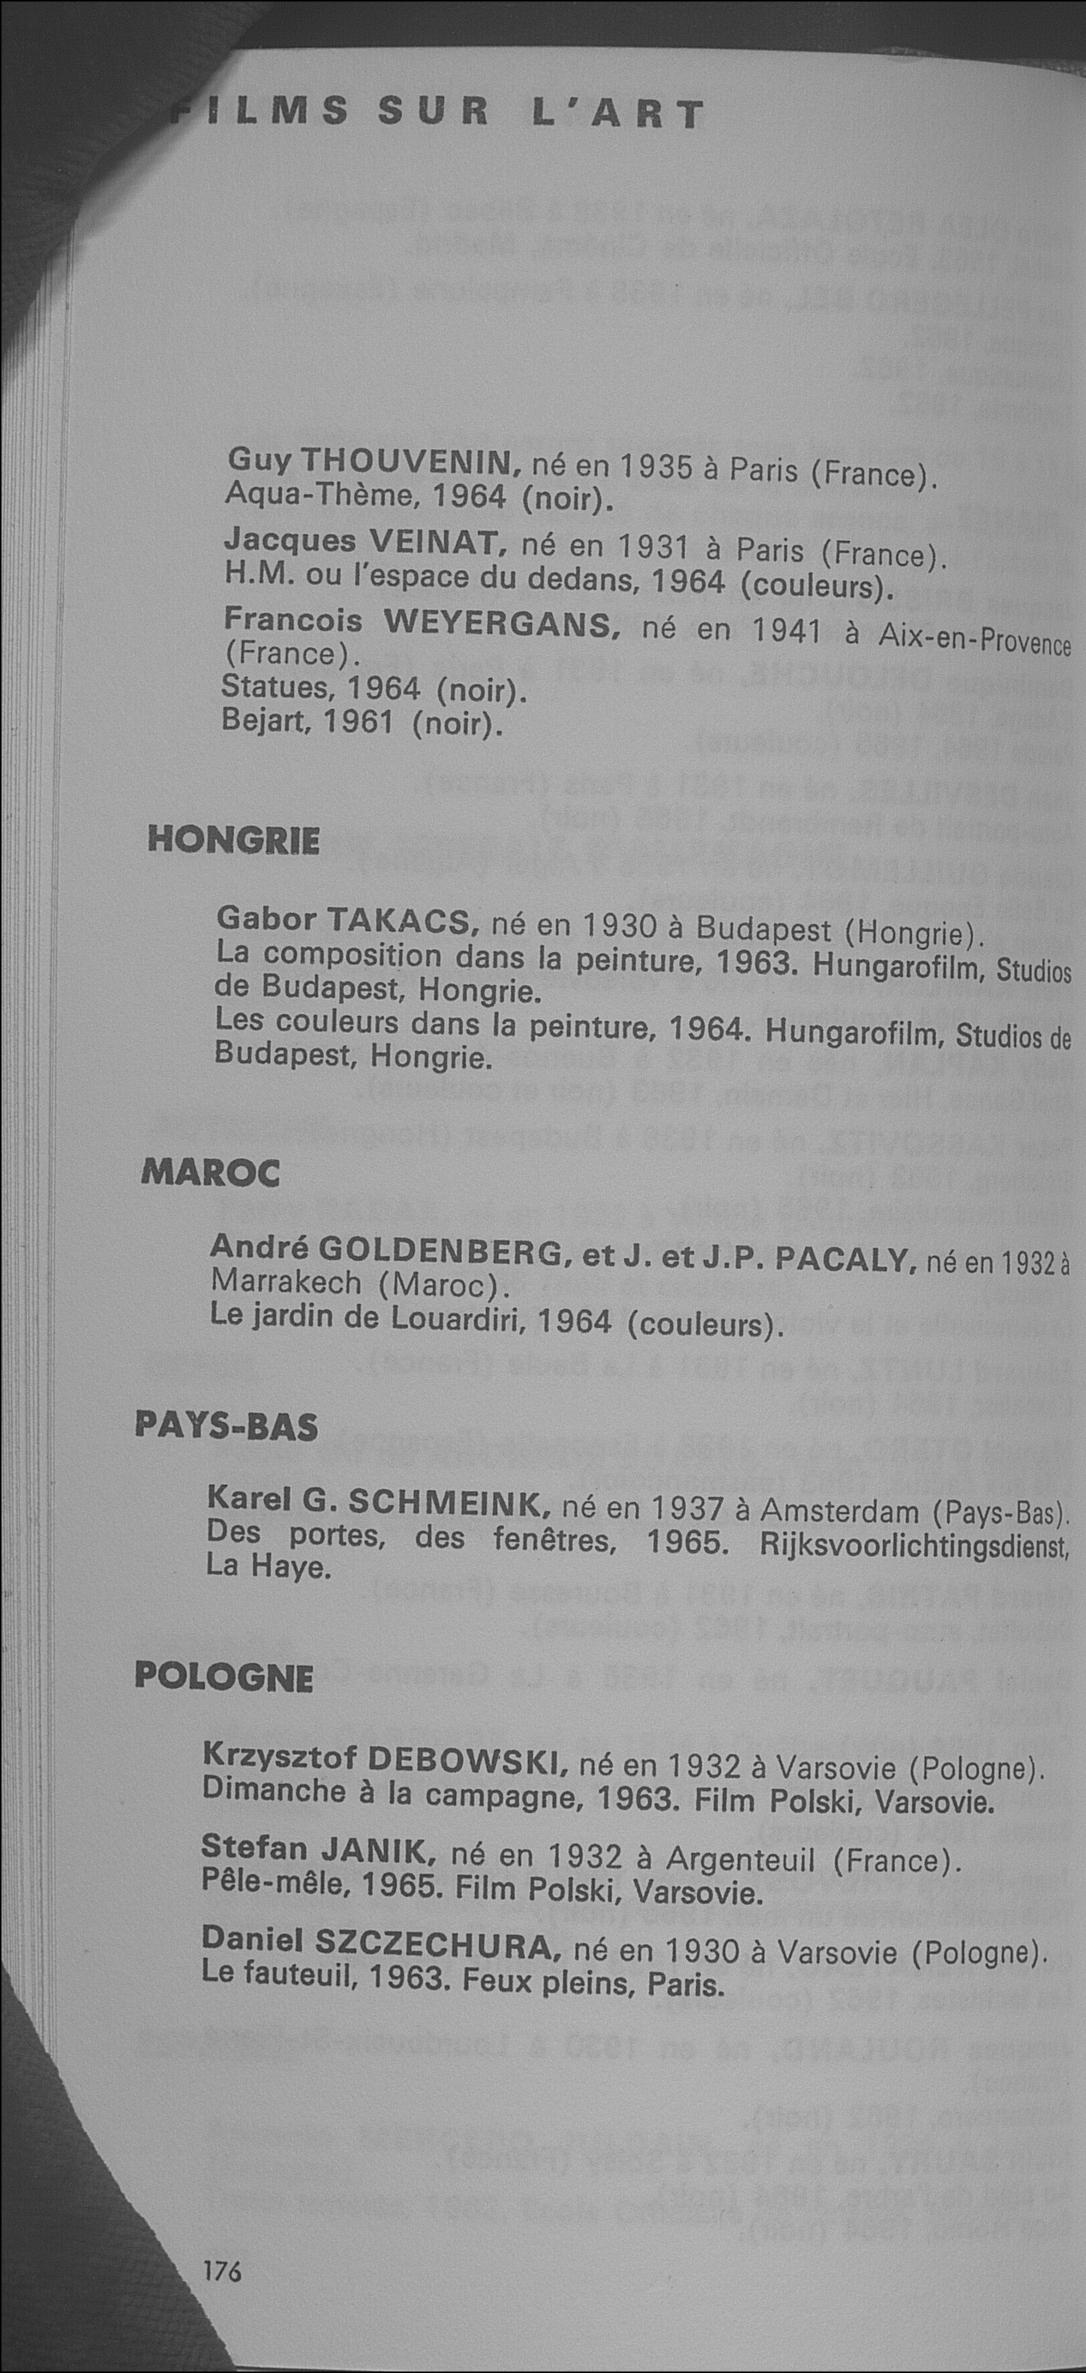 FILMS SUR L'ART
Guy THOUVENIN, né en 1935 à Paris (France).
Aqua-Thème, 1964 (noir).
Jacques VEINAT, né en 1931 à Paris (France).
H.M. ou l'espace du dedans, 1964 (couleurs).
Francois WEYERGANS, né en 1941 à Aix-en-Provence
(France).
Statues, 1964 (noir).
Bejart, 1961 (noir).
HONGRIE
Gabor TAKACS, né en 1930 à Budapest (Hongrie).
La composition dans la peinture, 1963. Hungarofilm, Studios
de Budapest, Hongrie.
Les couleurs dans la peinture, 1964. Hungarofilm, Studios de
Budapest, Hongrie.
MAROC
André GOLDENBERG, et J. et J.P. PACALY, né en 1932 à
Marrakech (Maroc).
Le jardin de Louardiri, 1964 (couleurs).
PAYS-BAS
Karel G. SCHMEINK, né en 1937 à Amsterdam (Pays-Bas).
Des portes, des fenêtres, 1965. Rijksvoorlichtingsdienst,
La Haye.
POLOGNE
Krzysztof DEBOWSKI, né en 1932 à Varsovie (Pologne).
Dimanche à la campagne, 1963. Film Polski, Varsovie.
Stefan JANIK, né en 1932 à Argenteuil (France).
Pêle-mêle, 1965. Film Polski, Varsovie.
Daniel SZCZECHURA, né en 1930 à Varsovie (Pologne).
Le fauteuil, 1963. Feux pleins, Paris.
176